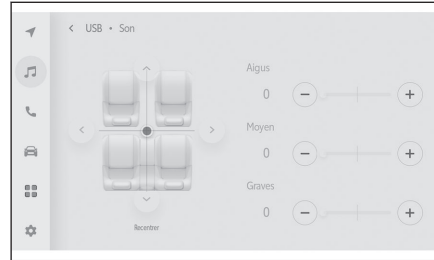 USB • Son
Aigus
0
Moyen
0
Graves
0
Recentrer